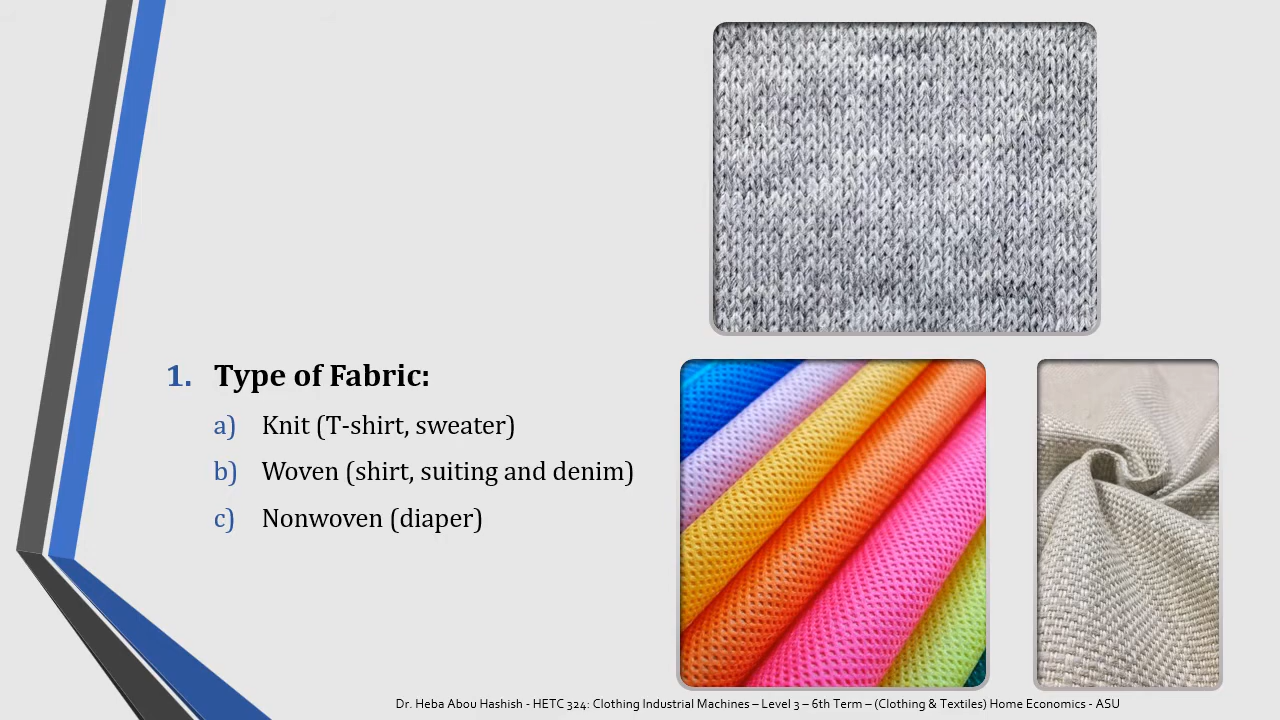 1. Type of Fabric:
a) Knit (T-shirt, sweater)
b) Woven (shirt, suiting and denim)
c) Nonwoven (diaper)
Dr. Heba Abou Hashish - HETC 324: Clothing Industrial Machines – Level 3 – 6th Term – (Clothing & Textiles) Home Economics - ASU